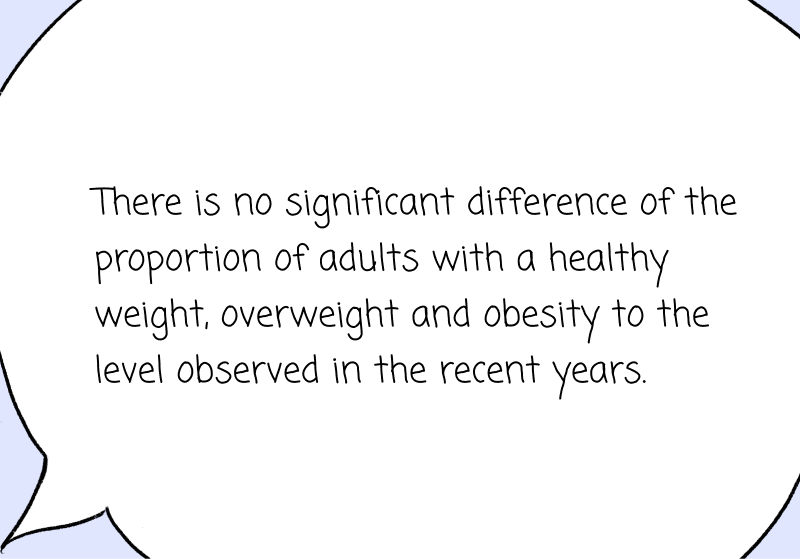 There is no significant difference of the
proportion of adults with a healthy
weight, overweight and obesity to the
level observed in the recent years.